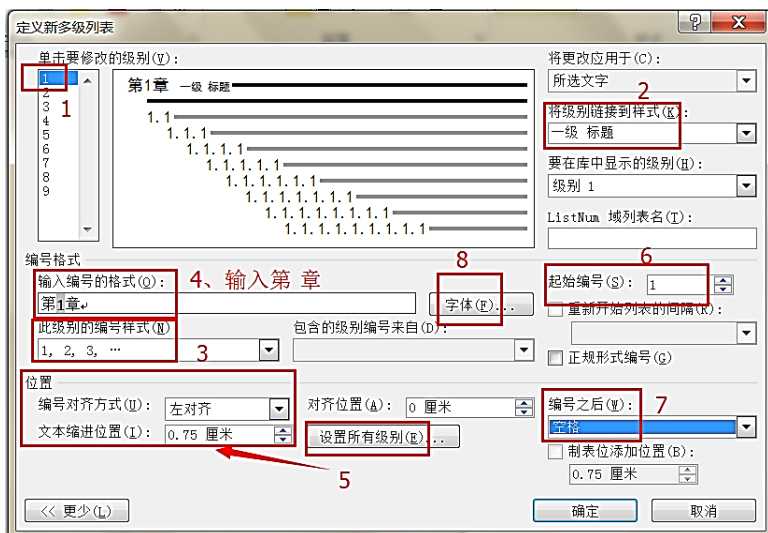 定义新多级列表
单击要修改的级别(V):
将更改应用于(C):
1
2
3
4
5
6
7
8
9
1
第1章 一级 标题
1.1
1.1.1
1.1.1.1
1.1.1.1.1
1.1.1.1.1.1
1.1.1.1.1.1.1
1.1.1.1.1.1.1.1
1.1.1.1.1.1.1.1.1
所选文字
2
将级别链接到样式(K):
一级 标题
要在库中显示的级别(H):
级别 1
ListNum 域列表名(T):
编号格式
输入编号的格式(O):
4、输入第 章
8
6
第1章
字体(F)...
起始编号(S): 1
重新开始列表的间隔(R):
此级别的编号样式(N)
3
包含的级别编号来自(D):
1, 2, 3, …
正规形式编号(G)
位置
编号对齐方式(U): 左对齐
对齐位置(A): 0 厘米
编号之后(W): 7
文本缩进位置(I): 0.75 厘米
设置所有级别(E)...
空格
5
制表位添加位置(B):
0.75 厘米
<< 更少(L)
确定
取消